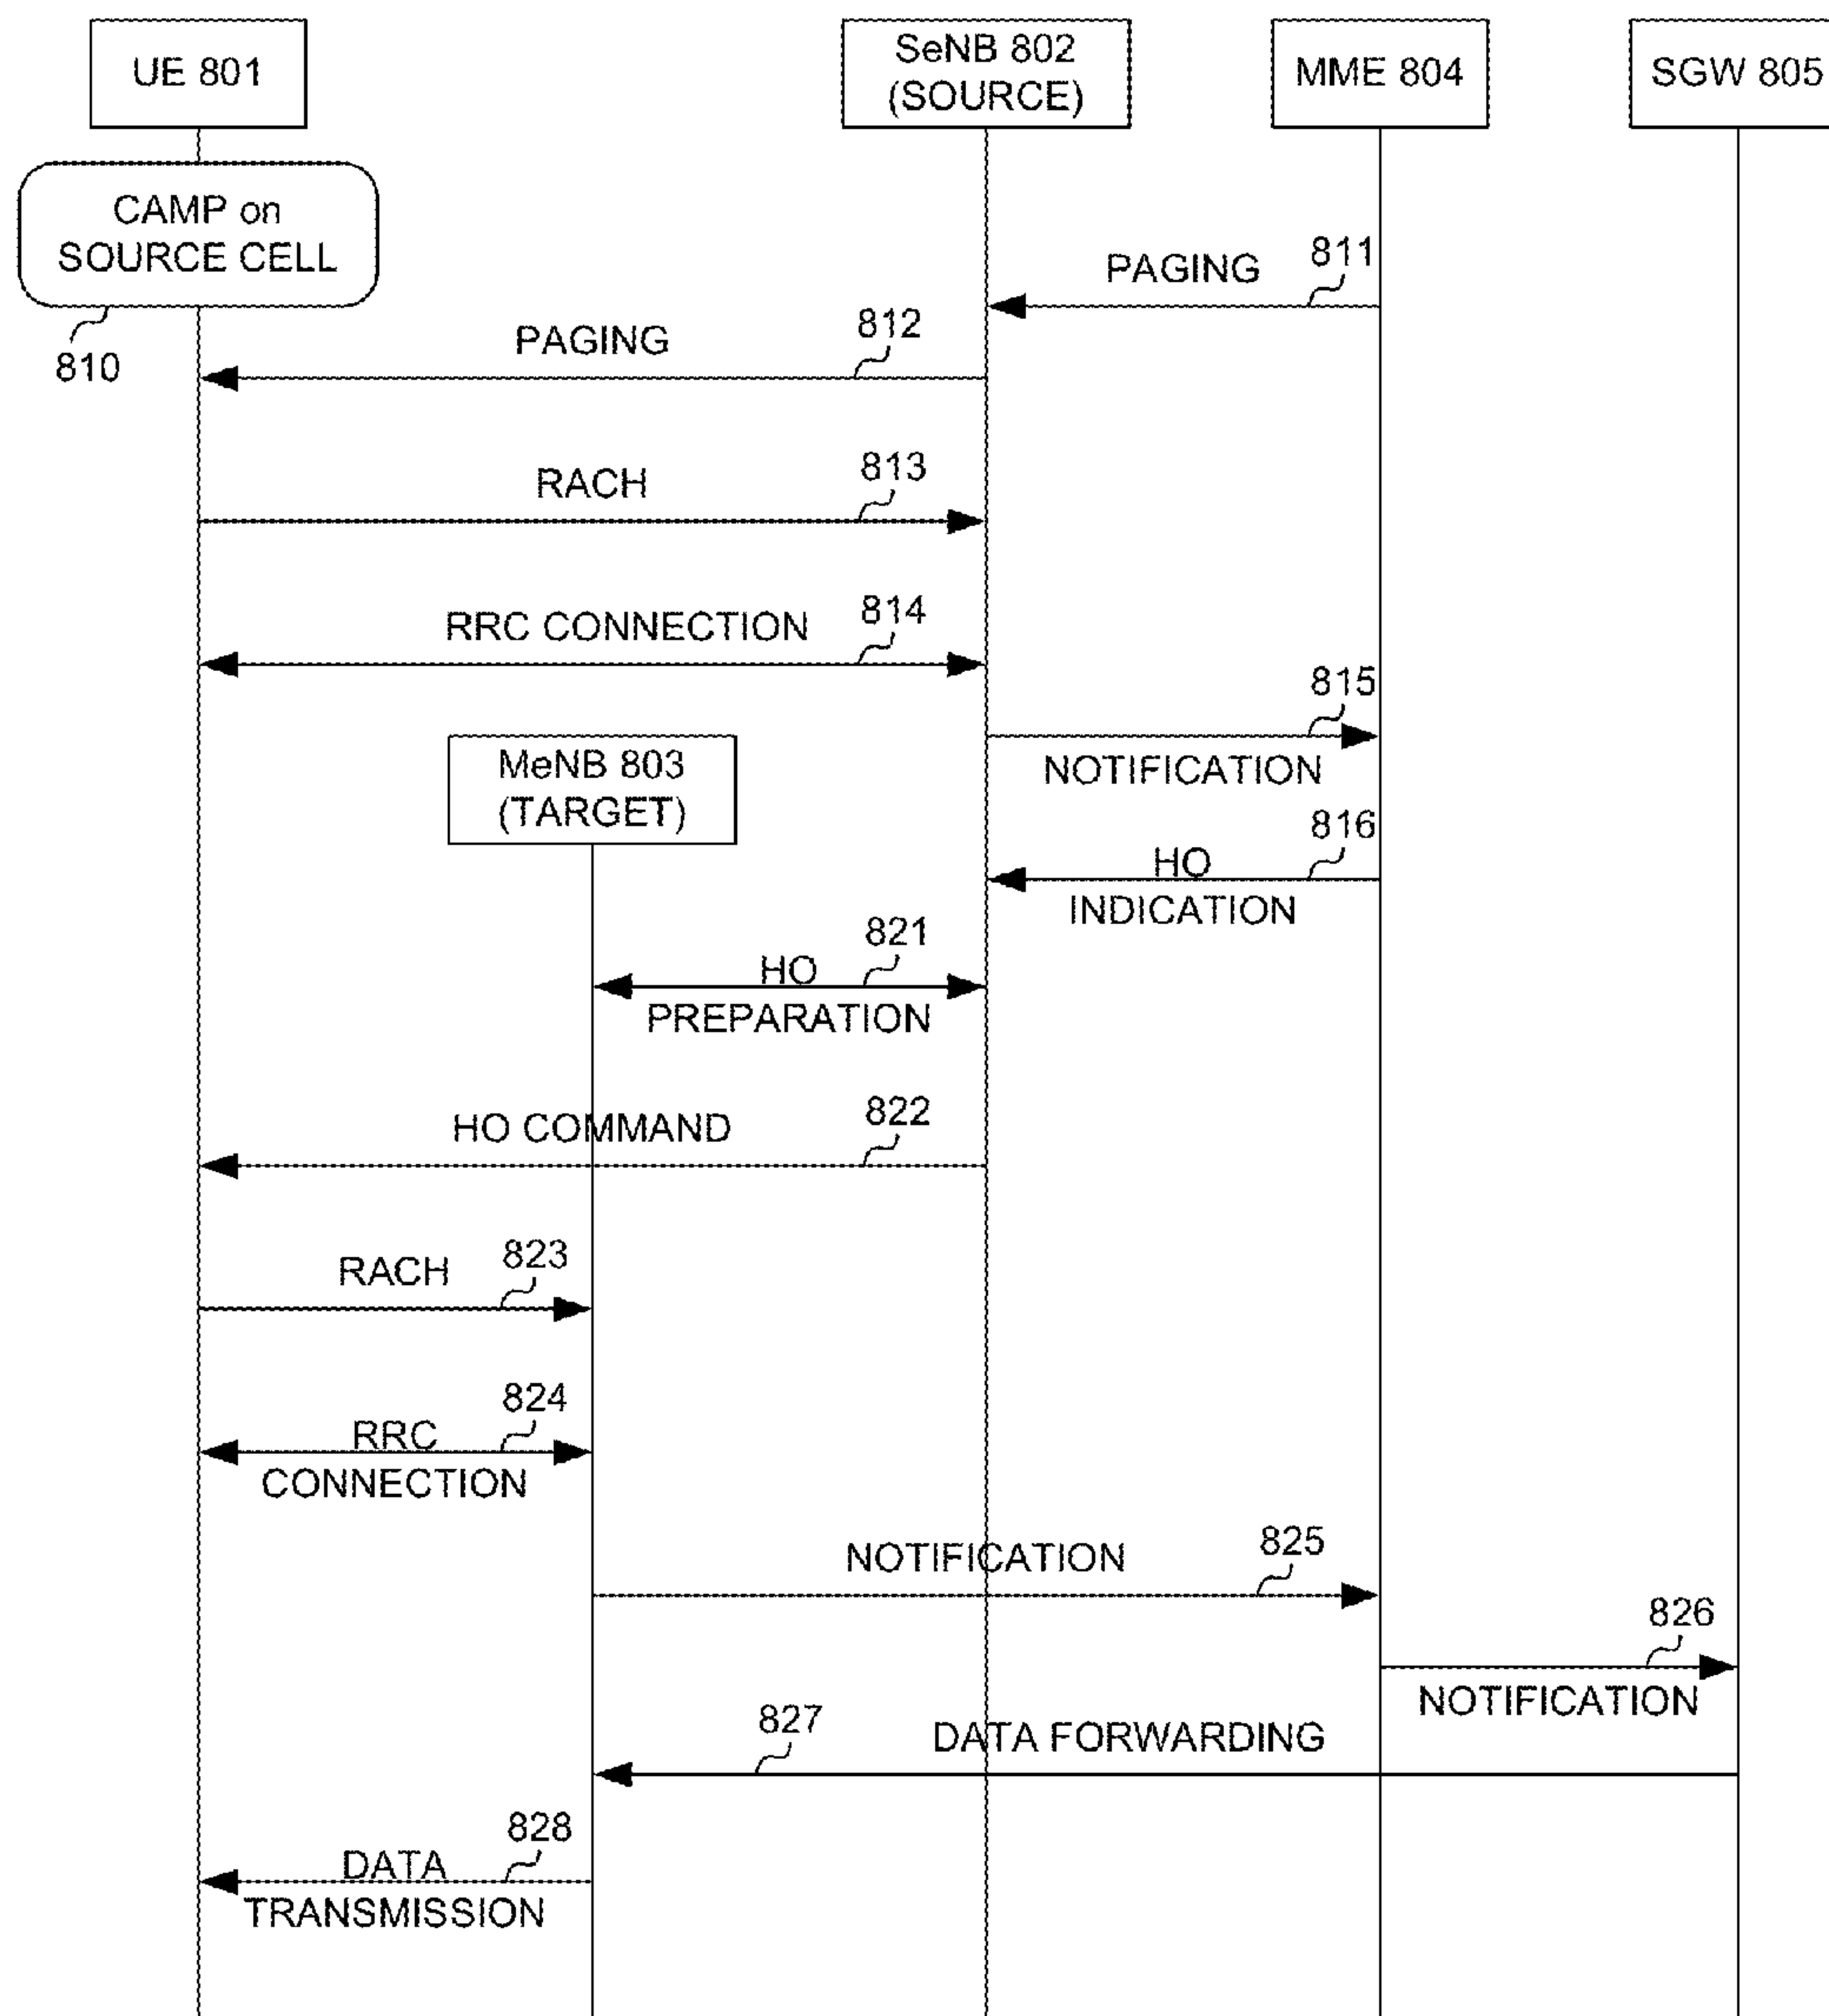 UE 801
SeNB 802
(SOURCE)
MME 804
SGW 805
CAMP on
SOURCE CELL
810
PAGING
811
PAGING
812
RACH
813
RRC CONNECTION
814
815
NOTIFICATION
MeNB 803
(TARGET)
816
HO
INDICATION
821
HO
PREPARATION
HO COMMAND
822
RACH
823
824
RRC
CONNECTION
NOTIFICATION
825
826
NOTIFICATION
827
DATA FORWARDING
828
DATA
TRANSMISSION